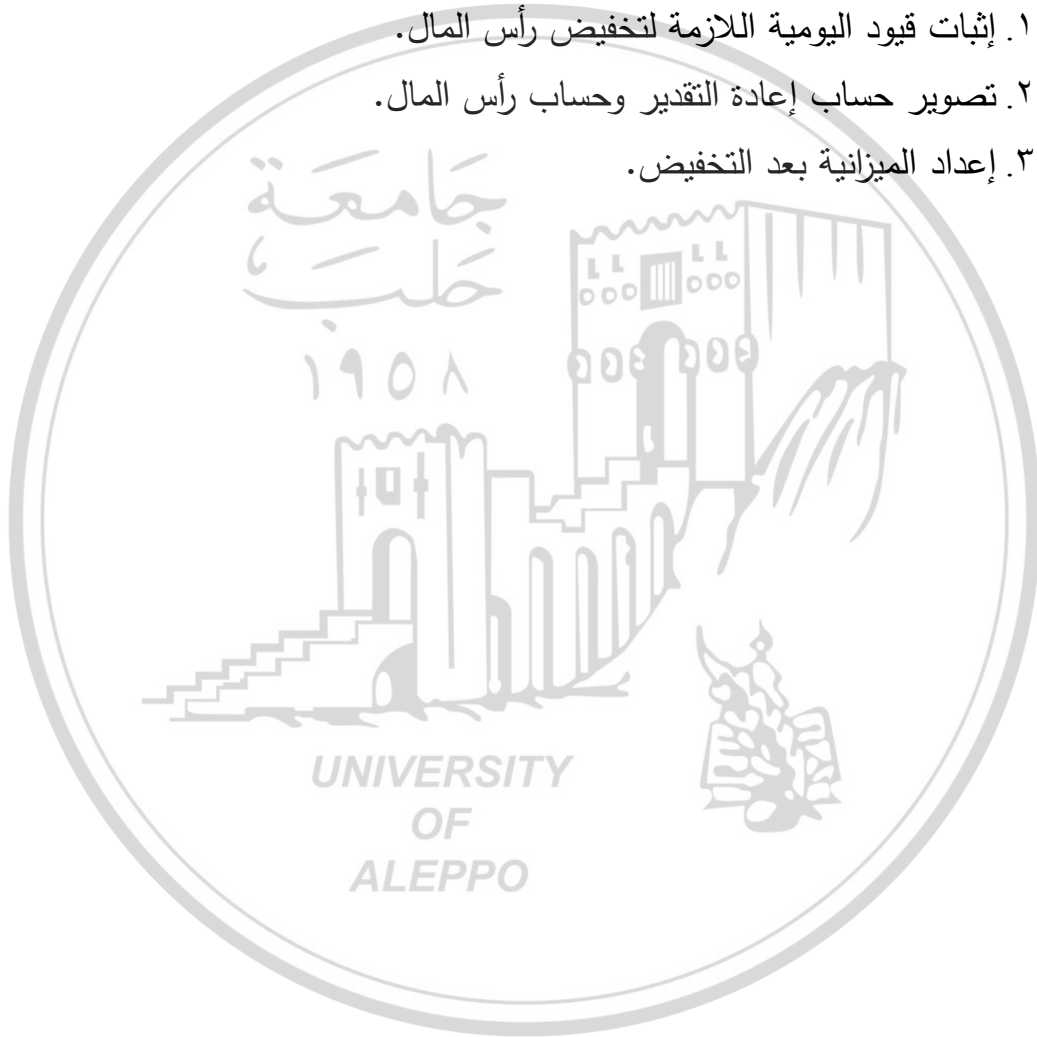 ١. إثبات قيود اليومية اللازمة لتخفيض رأس المال.
٢. تصوير حساب إعادة التقدير وحساب رأس المال.
٣. إعداد الميزانية بعد التخفيض.
جامعة
حلب
١٩٥٨
UNIVERSITY
OF
ALEPPO